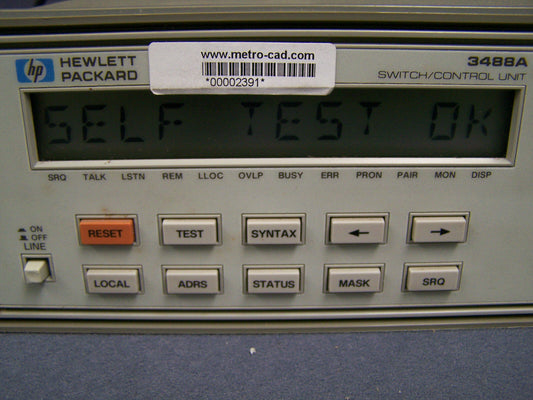 hp HEWLETT
PACKARD
www.metro-cad.com
*00002391*
3488A
SWITCH/CONTROL UNIT
SELF TEST OK
SRQ TALK LSTN REM LLOC OVLP BUSY ERR PRON PAIR MON DISP
ON
OFF
LINE
RESET TEST SYNTAX ← →
LOCAL ADRS STATUS MASK SRQ